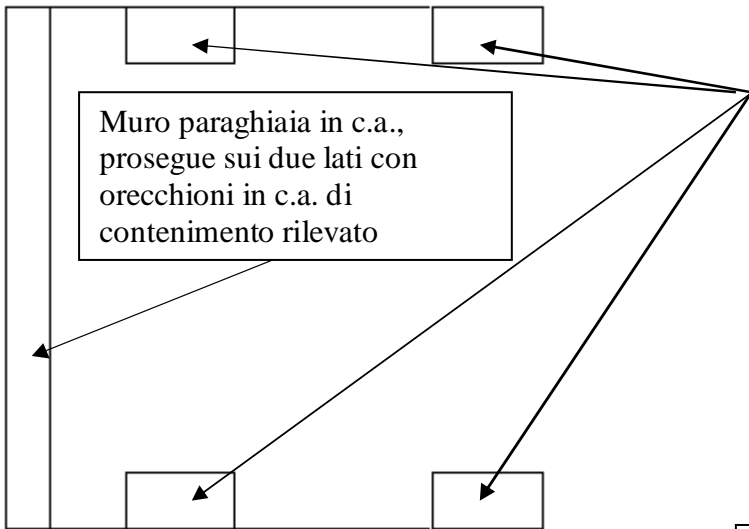 Muro paraghiaia in c.a.,
prosegue sui due lati con
orecchioni in c.a. di
contenimento rilevato